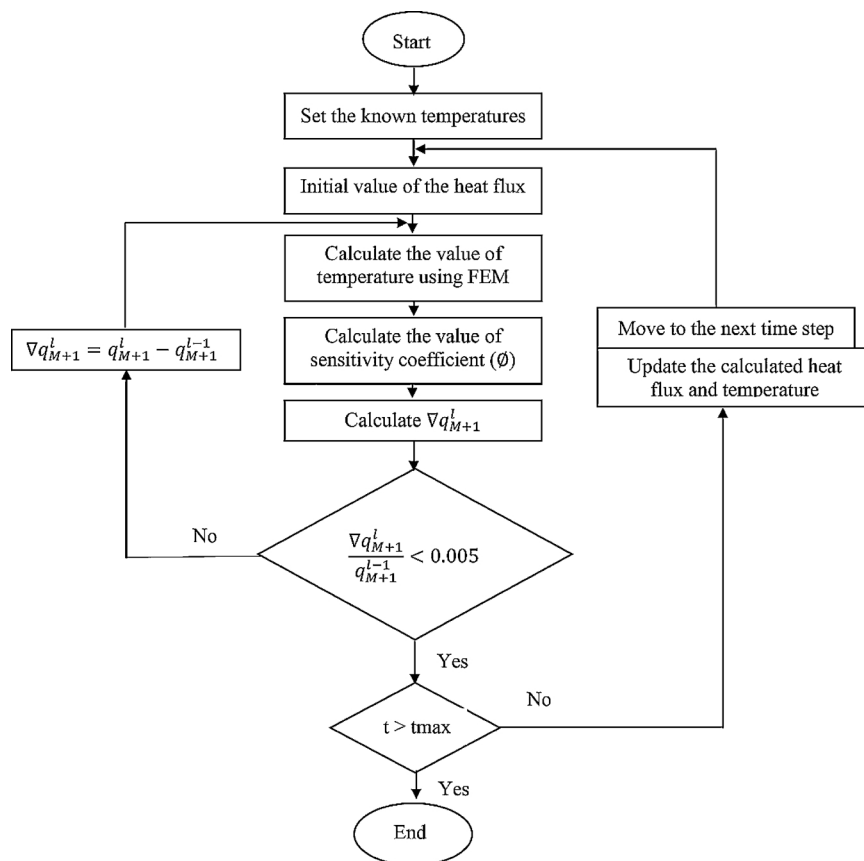 Start
Set the known temperatures
Initial value of the heat flux
Calculate the value of
temperature using FEM
Calculate the value of
sensitivity coefficient (Ø)
Calculate ∇q^l_{M+1}
∇q^l_{M+1} = q^l_{M+1} − q^{l−1}_{M+1}
Move to the next time step
Update the calculated heat
flux and temperature
No
∇q^l_{M+1} / q^{l−1}_{M+1} < 0.005
Yes
t > tmax
No
Yes
End